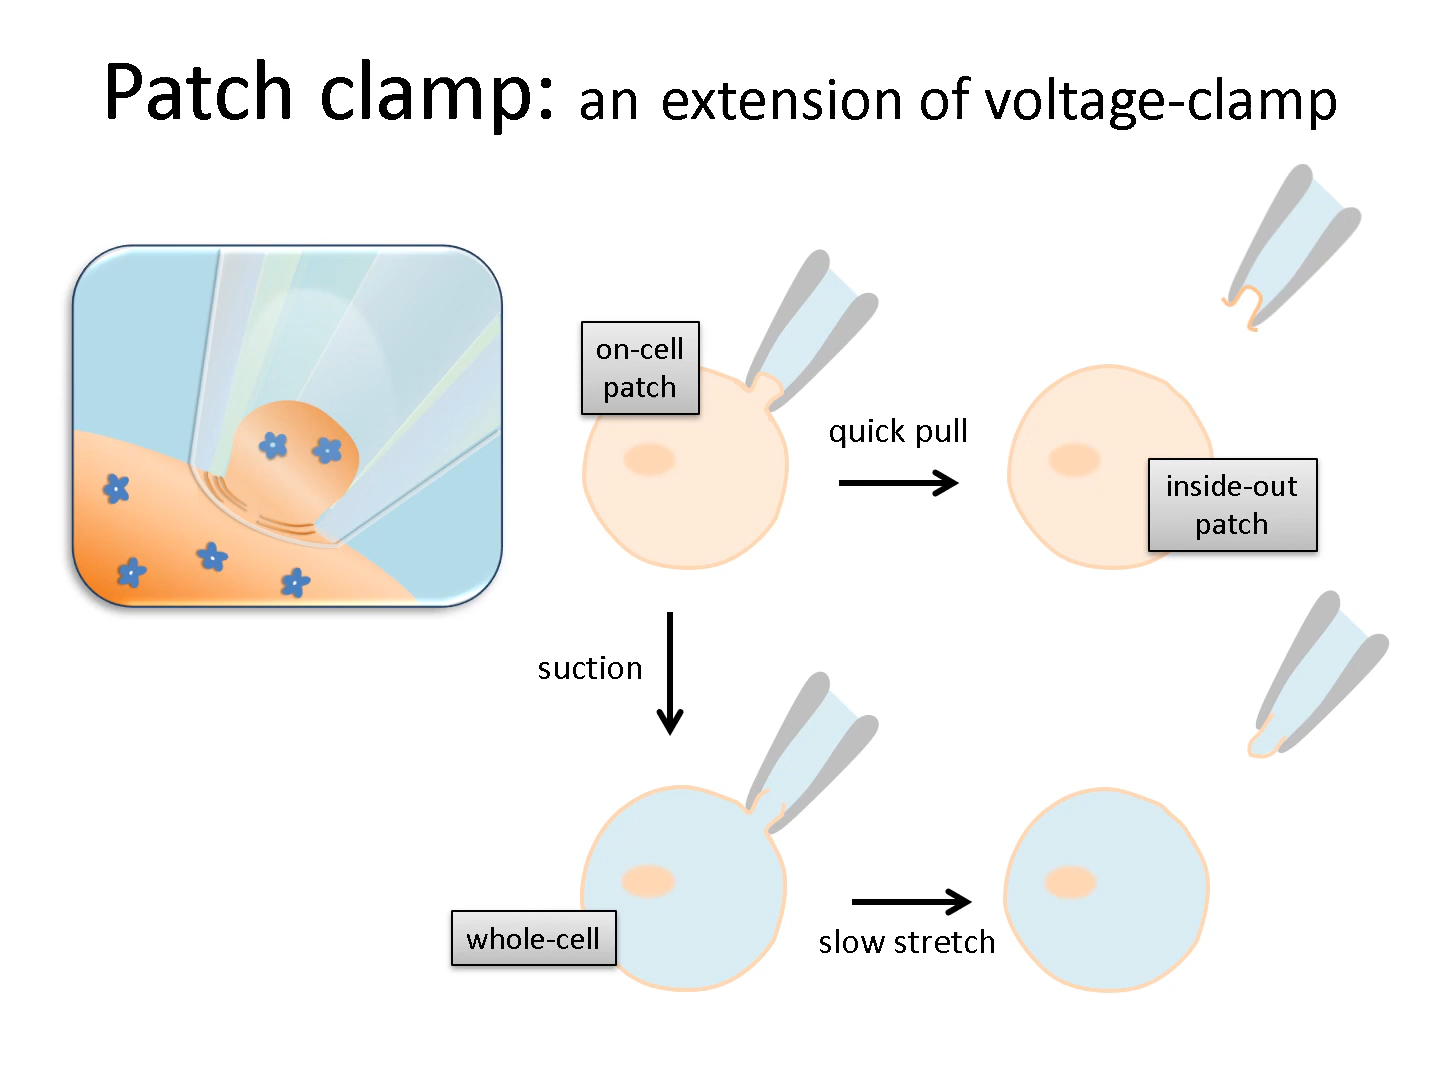 Patch clamp: an extension of voltage-clamp
on-cell
patch
quick pull
inside-out
patch
suction
whole-cell
slow stretch